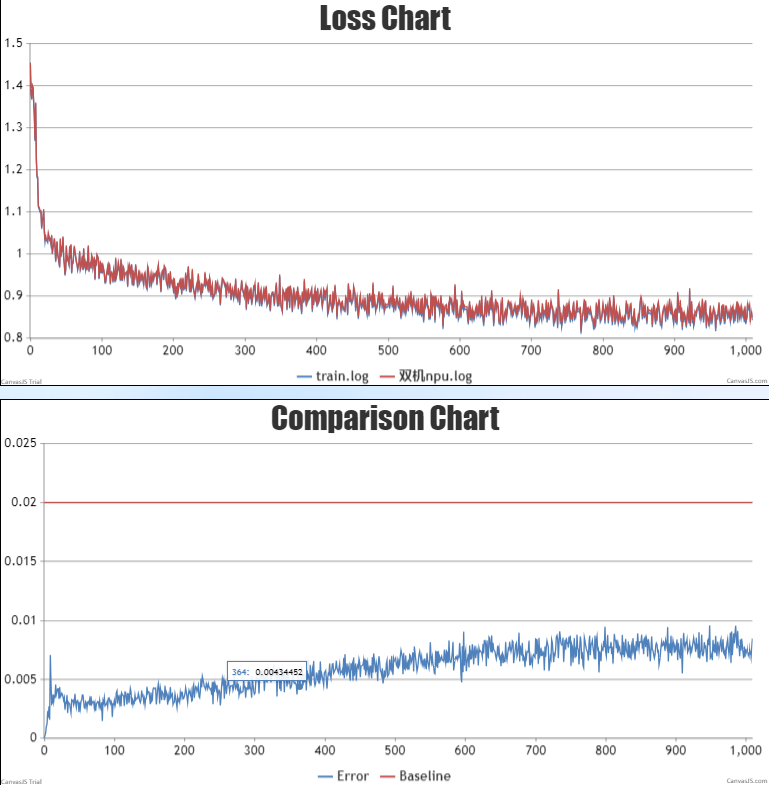 Loss Chart
1.5
1.4
1.3
1.2
1.1
1
0.9
0.8
0 100 200 300 400 500 600 700 800 900 1,000
train.log 双机npu.log
CanvasJS Trial CanvasJS.com
Comparison Chart
0.025
0.02
0.015
0.01
0.005
0
364: 0.00434452
0 100 200 300 400 500 600 700 800 900 1,000
Error Baseline
CanvasJS Trial CanvasJS.com